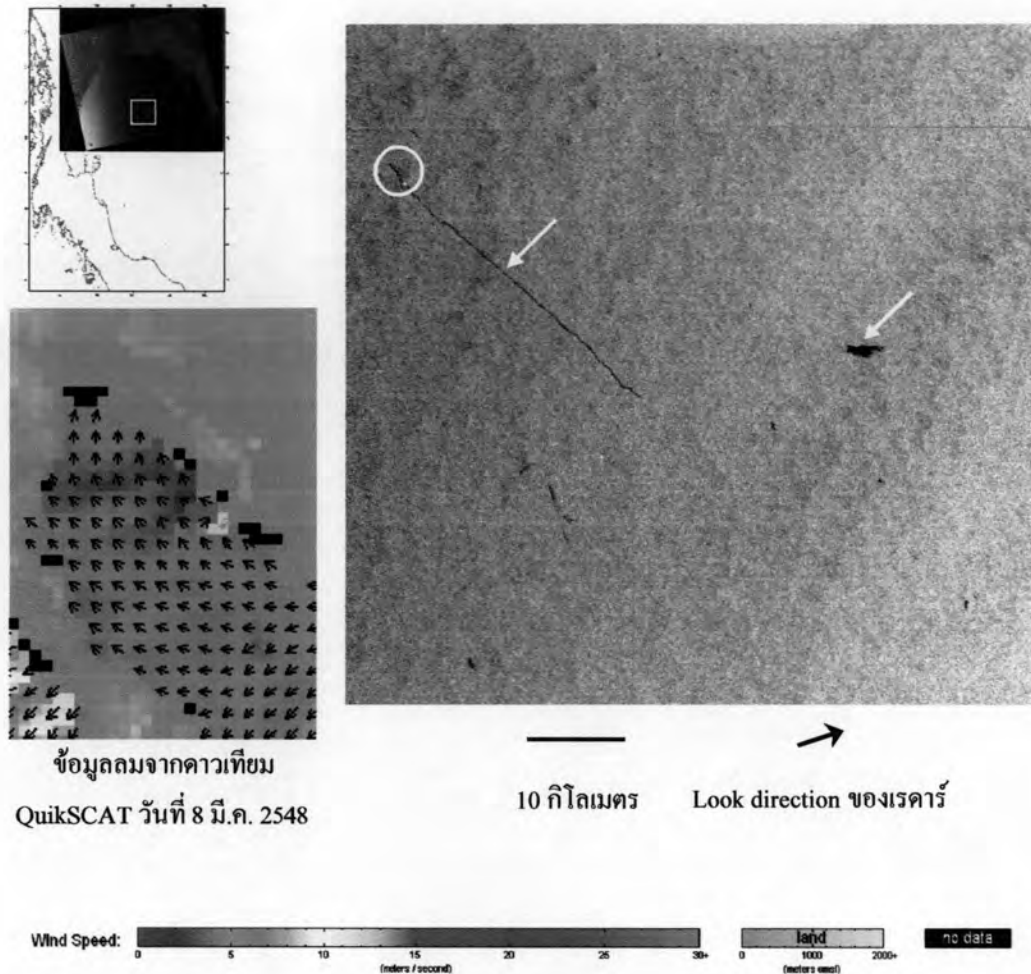 ข้อมูลลมจากดาวเทียม
QuikSCAT วันที่ 8 มี.ค. 2548
10 กิโลเมตร
Look direction ของเรดาร์
Wind Speed:
0 5 10 15 20 25 30+
(meters / second)
land
0 1000 2000+
(meters amsl)
no data